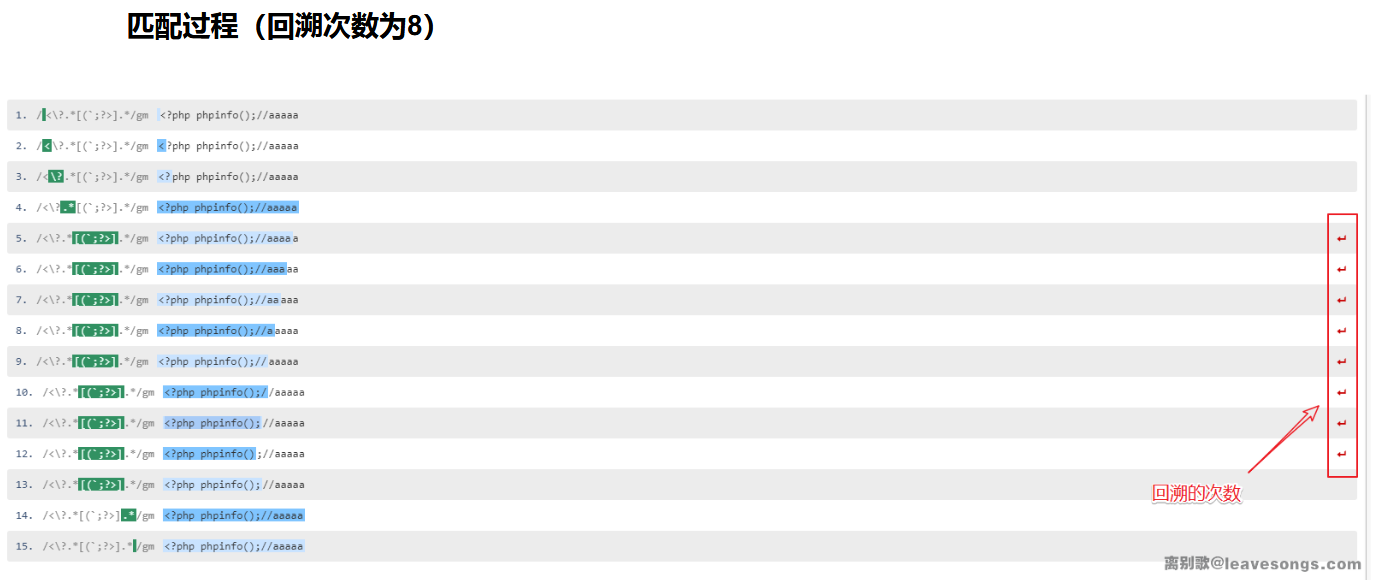 匹配过程（回溯次数为8）
1. /<\?.*[(`;?>].*/gm <?php phpinfo();//aaaaa
2. /<\?.*[(`;?>].*/gm <?php phpinfo();//aaaaa
3. /<\?.*[(`;?>].*/gm <?php phpinfo();//aaaaa
4. /<\?.*[(`;?>].*/gm <?php phpinfo();//aaaaa
5. /<\?.*[(`;?>].*/gm <?php phpinfo();//aaaaa ↵
6. /<\?.*[(`;?>].*/gm <?php phpinfo();//aaaaa ↵
7. /<\?.*[(`;?>].*/gm <?php phpinfo();//aaaaa ↵
8. /<\?.*[(`;?>].*/gm <?php phpinfo();//aaaaa ↵
9. /<\?.*[(`;?>].*/gm <?php phpinfo();//aaaaa ↵
10. /<\?.*[(`;?>].*/gm <?php phpinfo();//aaaaa ↵
11. /<\?.*[(`;?>].*/gm <?php phpinfo();//aaaaa ↵
12. /<\?.*[(`;?>].*/gm <?php phpinfo();//aaaaa ↵
13. /<\?.*[(`;?>].*/gm <?php phpinfo();//aaaaa
回溯的次数
14. /<\?.*[(`;?>].*/gm <?php phpinfo();//aaaaa
15. /<\?.*[(`;?>].*/gm <?php phpinfo();//aaaaa
离别歌@leavesongs.com